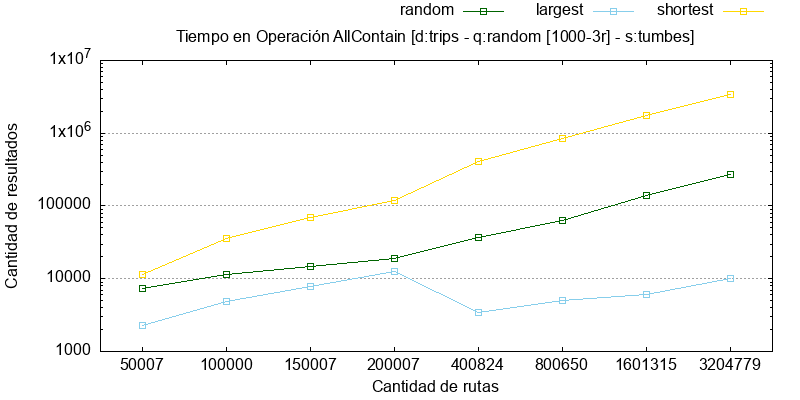 random largest shortest
Tiempo en Operación AllContain [d:trips - q:random [1000-3r] - s:tumbes]
1x10^7
1x10^6
100000
10000
1000
Cantidad de resultados
50007 100000 150007 200007 400824 800650 1601315 3204779
Cantidad de rutas